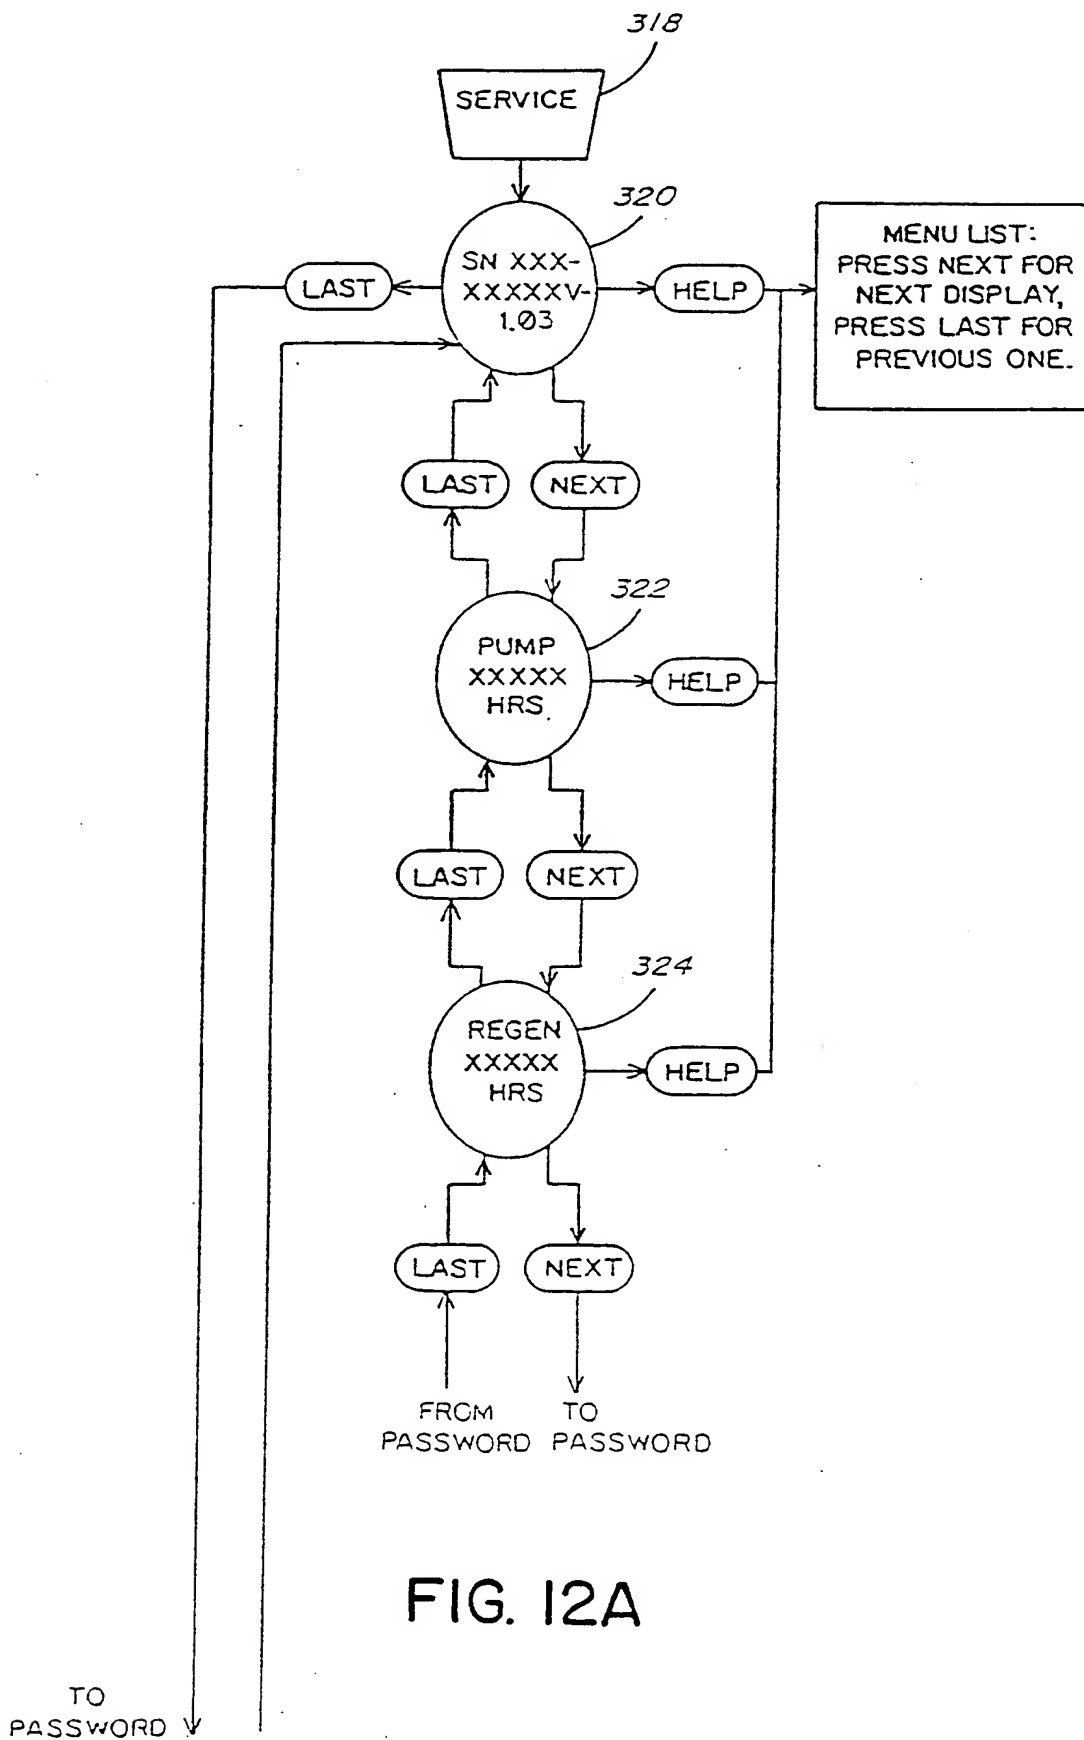 318
SERVICE
320
SN XXX-
XXXXXV-
1.03
LAST
HELP
MENU LIST:
PRESS NEXT FOR
NEXT DISPLAY,
PRESS LAST FOR
PREVIOUS ONE.
LAST
NEXT
322
PUMP
XXXXX
HRS.
HELP
LAST
NEXT
324
REGEN
XXXXX
HRS
HELP
LAST
NEXT
FROM
PASSWORD
TO
PASSWORD
FIG. 12A
TO
PASSWORD